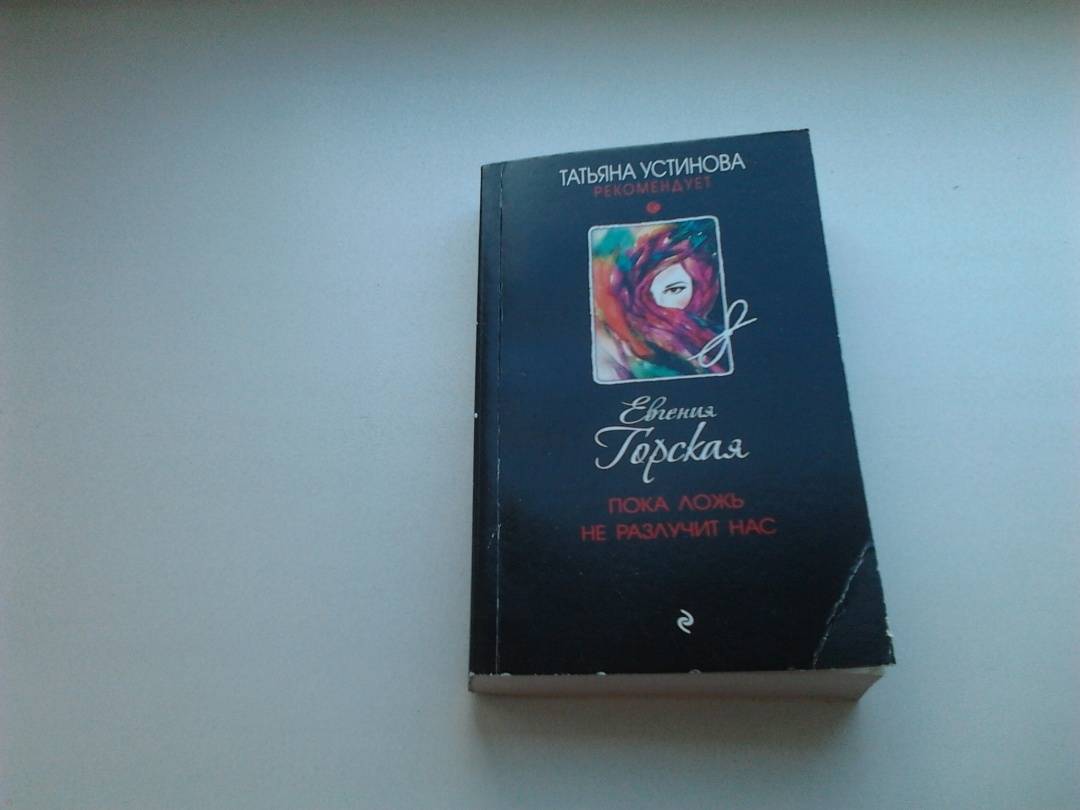 ТАТЬЯНА УСТИНОВА
РЕКОМЕНДУЕТ
Евгения
Горская
ПОКА ЛОЖЬ
НЕ РАЗЛУЧИТ НАС